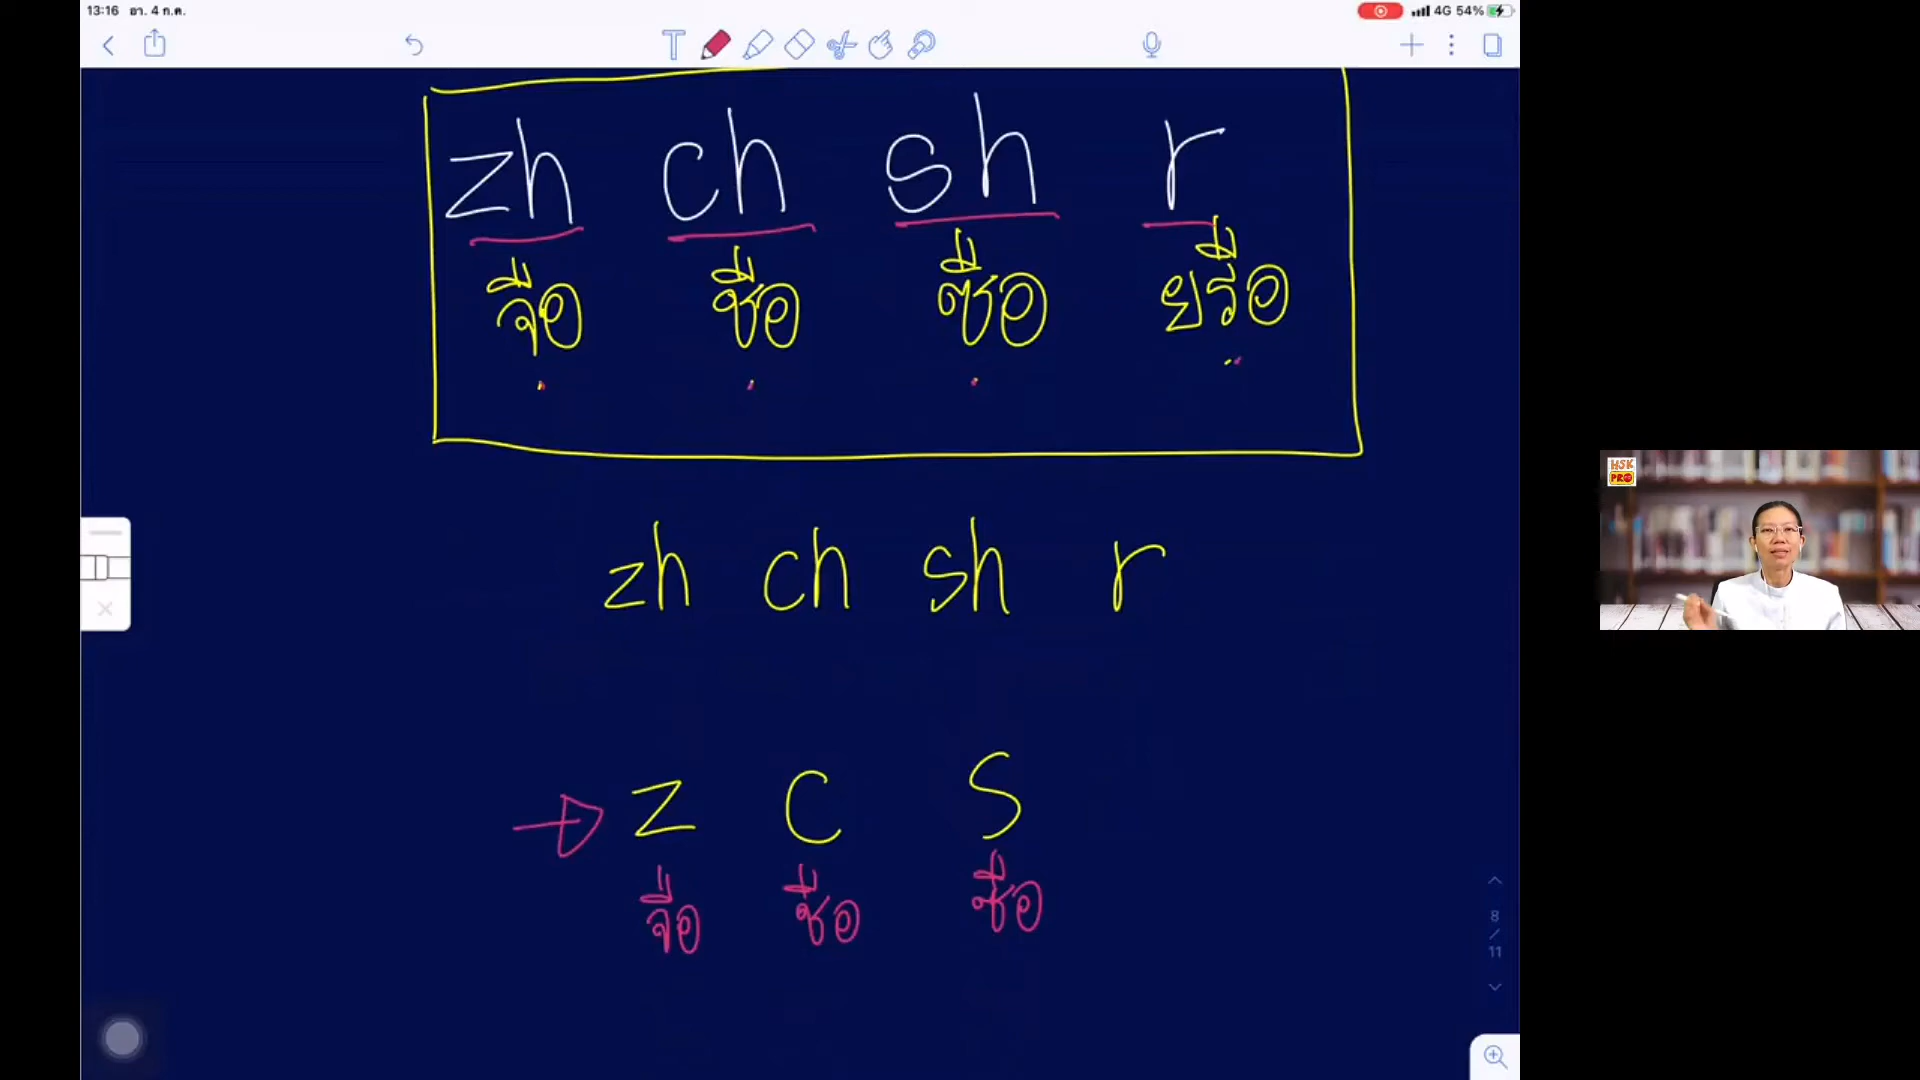 13:16 อา. 4 ก.ค.
4G 54%
T
zh ch sh r
จื่อ ชื่อ ซื่อ ยรื่อ
zh ch sh r
z c s
จื่อ ชื่อ ซื่อ
8
/
11
HSK
PRO